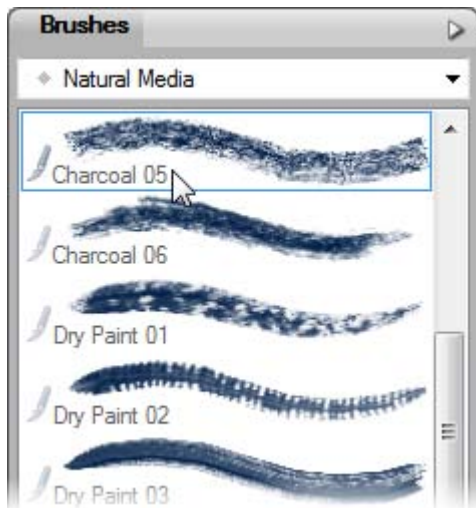 Brushes
Natural Media
Charcoal 05
Charcoal 06
Dry Paint 01
Dry Paint 02
Dry Paint 03